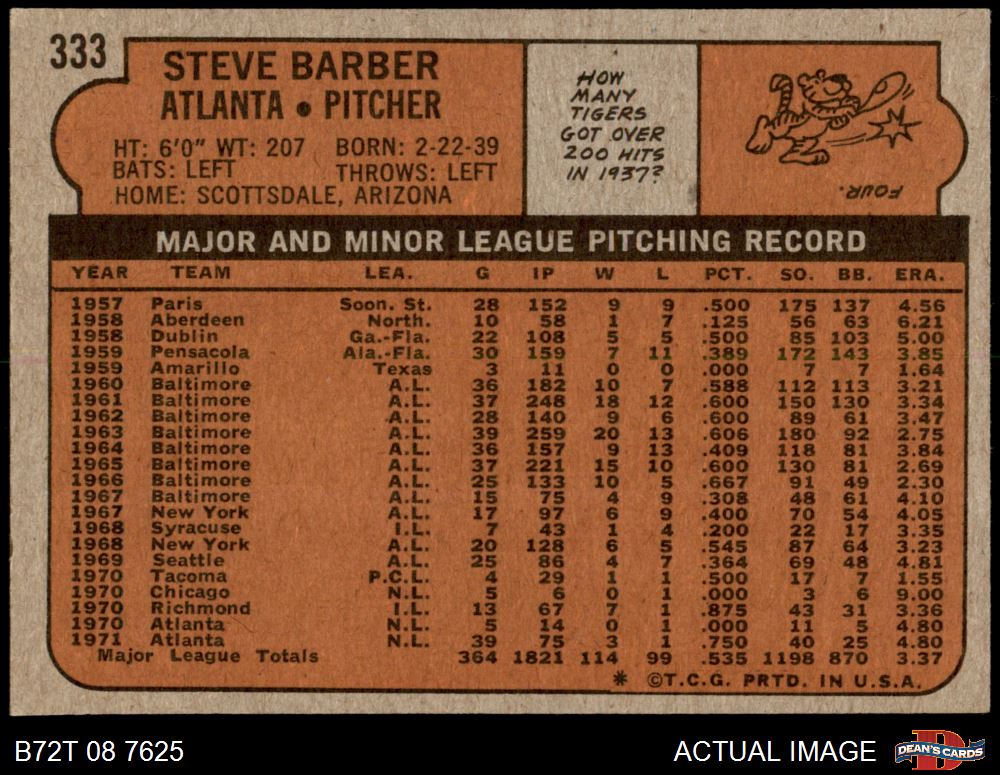 333
STEVE BARBER
ATLANTA • PITCHER
HT: 6'0" WT: 207 BORN: 2-22-39
BATS: LEFT THROWS: LEFT
HOME: SCOTTSDALE, ARIZONA
HOW
MANY
TIGERS
GOT OVER
200 HITS
IN 1937?
FOUR.
MAJOR AND MINOR LEAGUE PITCHING RECORD
YEAR TEAM LEA. G IP W L PCT. SO. BB. ERA.
1957 Paris Soon. St. 28 152 9 9 .500 175 137 4.56
1958 Aberdeen North. 10 58 1 7 .125 56 63 6.21
1958 Dublin Ga.-Fla. 22 108 5 5 .500 85 103 5.00
1959 Pensacola Ala.-Fla. 30 159 7 11 .389 172 143 3.85
1959 Amarillo Texas 3 11 0 0 .000 7 7 1.64
1960 Baltimore A.L. 36 182 10 7 .588 112 113 3.21
1961 Baltimore A.L. 37 248 18 12 .600 150 130 3.34
1962 Baltimore A.L. 28 140 9 6 .600 89 61 3.47
1963 Baltimore A.L. 39 259 20 13 .606 180 92 2.75
1964 Baltimore A.L. 36 157 9 13 .409 118 81 3.84
1965 Baltimore A.L. 37 221 15 10 .600 130 81 2.69
1966 Baltimore A.L. 25 133 10 5 .667 91 49 2.30
1967 Baltimore A.L. 15 75 4 9 .308 48 61 4.10
1967 New York A.L. 17 97 6 9 .400 70 54 4.05
1968 Syracuse I.L. 7 43 1 4 .200 22 17 3.35
1968 New York A.L. 20 128 6 5 .545 87 64 3.23
1969 Seattle A.L. 25 86 4 7 .364 69 48 4.81
1970 Tacoma P.C.L. 4 29 1 1 .500 17 7 1.55
1970 Chicago N.L. 5 6 0 1 .000 3 6 9.00
1970 Richmond I.L. 13 67 7 1 .875 43 31 3.36
1970 Atlanta N.L. 5 14 0 1 .000 11 5 4.80
1971 Atlanta N.L. 39 75 3 1 .750 40 25 4.80
Major League Totals 364 1821 114 99 .535 1198 870 3.37
* ©T.C.G. PRTD. IN U.S.A.
B72T 08 7625
ACTUAL IMAGE
D
DEAN'S CARDS